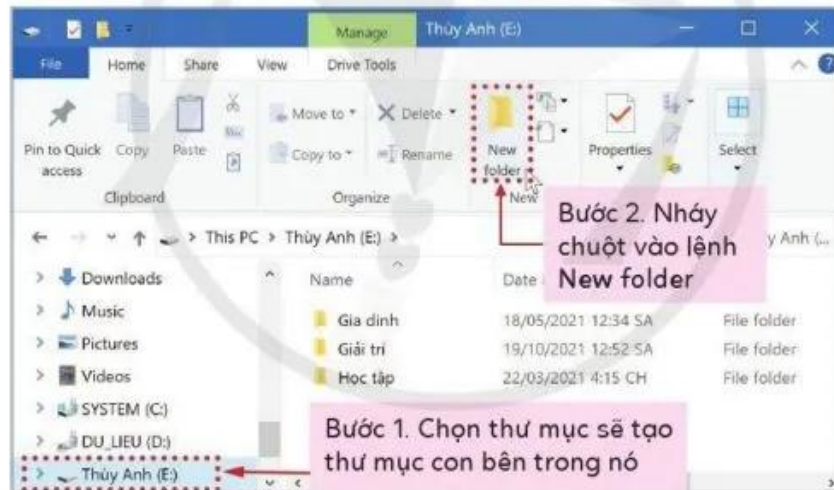 Manage Thùy Anh (E:)
File Home Share View Drive Tools
Pin to Quick access
Copy
Paste
Clipboard
Move to
Copy to
Delete
Rename
Organize
New folder
New
Properties
Select
Bước 2. Nháy
chuột vào lệnh
New folder
> This PC > Thùy Anh (E:) >
y Anh (...
Downloads
Music
Pictures
Videos
SYSTEM (C:)
DU_LIEU (D:)
Thùy Anh (E:)
Name Date
Gia dinh 18/05/2021 12:34 SA File folder
Giải trí 19/10/2021 12:52 SA File folder
Học tập 22/03/2021 4:15 CH File folder
Bước 1. Chọn thư mục sẽ tạo
thư mục con bên trong nó